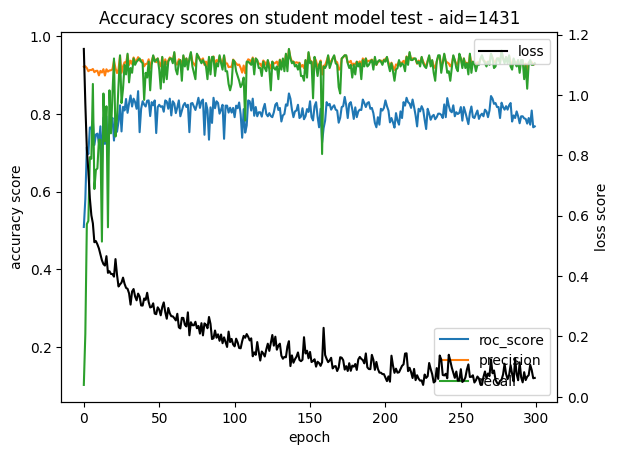 Accuracy scores on student model test - aid=1431
loss
accuracy score
1.0
0.8
0.6
0.4
0.2
1.2
1.0
0.8
0.6
0.4
0.2
0.0
loss score
roc_score
precision
recall
0
50
100
150
200
250
300
epoch